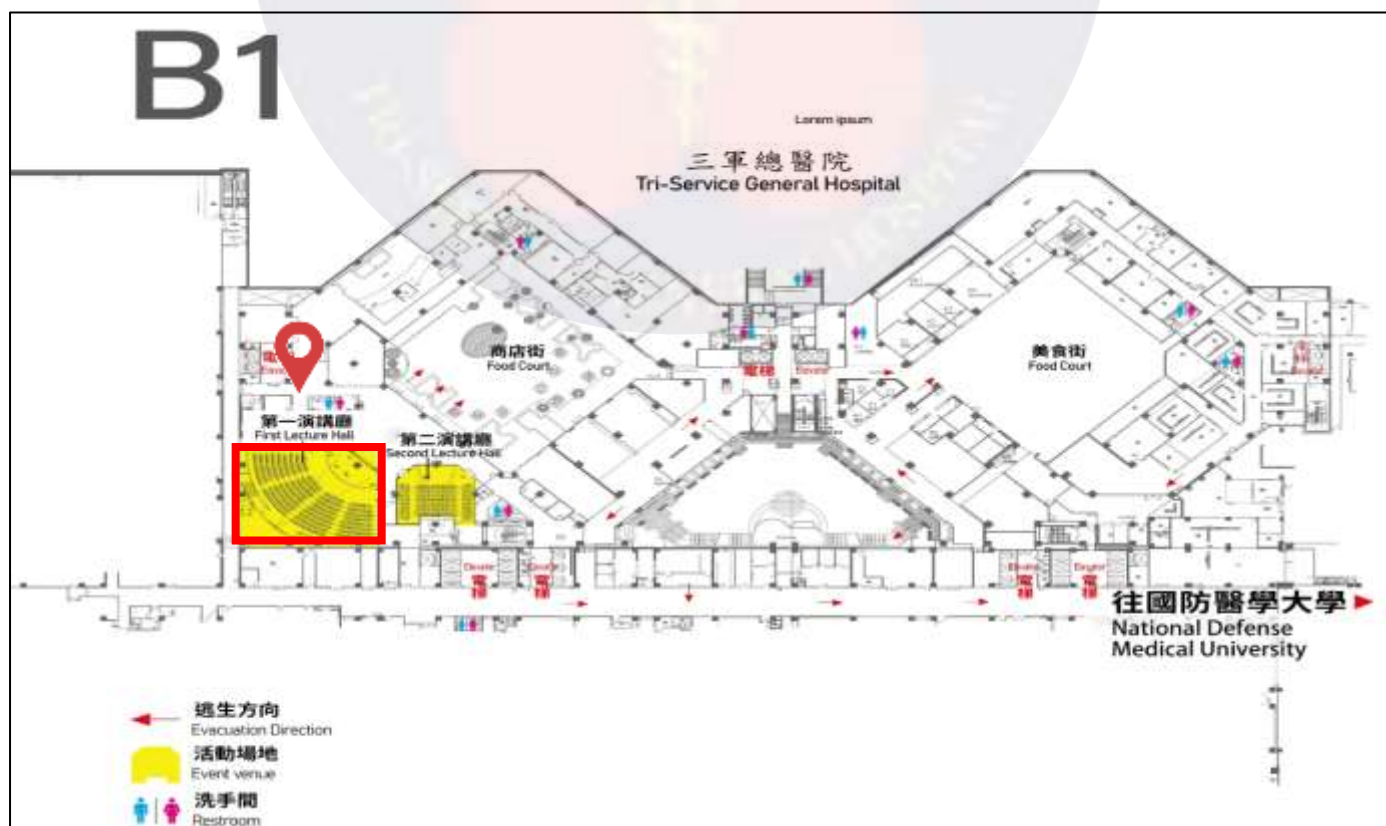 B1
Lorem ipsum
三軍總醫院
Tri-Service General Hospital
商店街
Food Court
美食街
Food Court
電梯
第一演講廳
First Lecture Hall
第二演講廳
Second Lecture Hall
電梯
電梯
電梯
電梯
往國防醫學大學
National Defense
Medical University
逃生方向
Evacuation Direction
活動場地
Event venue
洗手間
Restroom